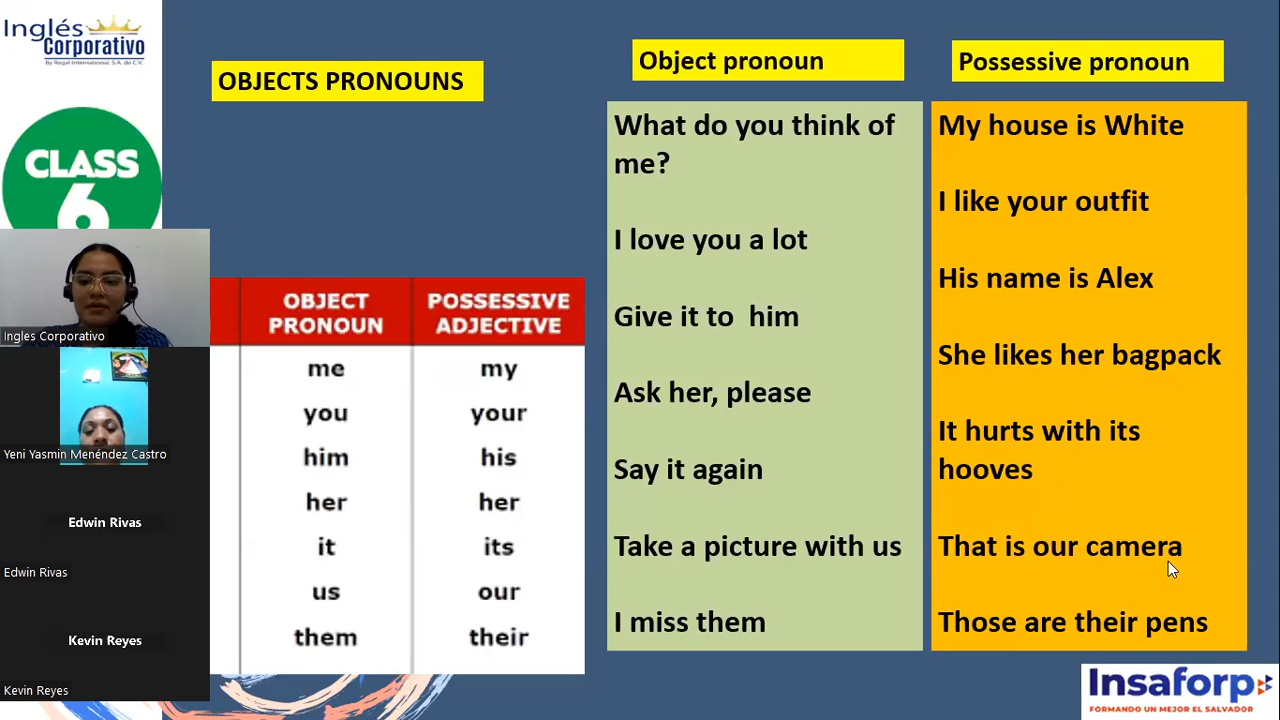 Inglés
Corporativo
By Regal International, S.A. de C.V.
CLASS
6
OBJECTS PRONOUNS
Object pronoun
Possessive pronoun
OBJECT PRONOUN
POSSESSIVE ADJECTIVE
me my
you your
him his
her her
it its
us our
them their
What do you think of
me?
I love you a lot
Give it to  him
Ask her, please
Say it again
Take a picture with us
I miss them
My house is White
I like your outfit
His name is Alex
She likes her bagpack
It hurts with its
hooves
That is our camera
Those are their pens
Ingles Corporativo
Yeni Yasmin Menéndez Castro
Edwin Rivas
Edwin Rivas
Kevin Reyes
Kevin Reyes
Insaforp
FORMANDO UN MEJOR EL SALVADOR